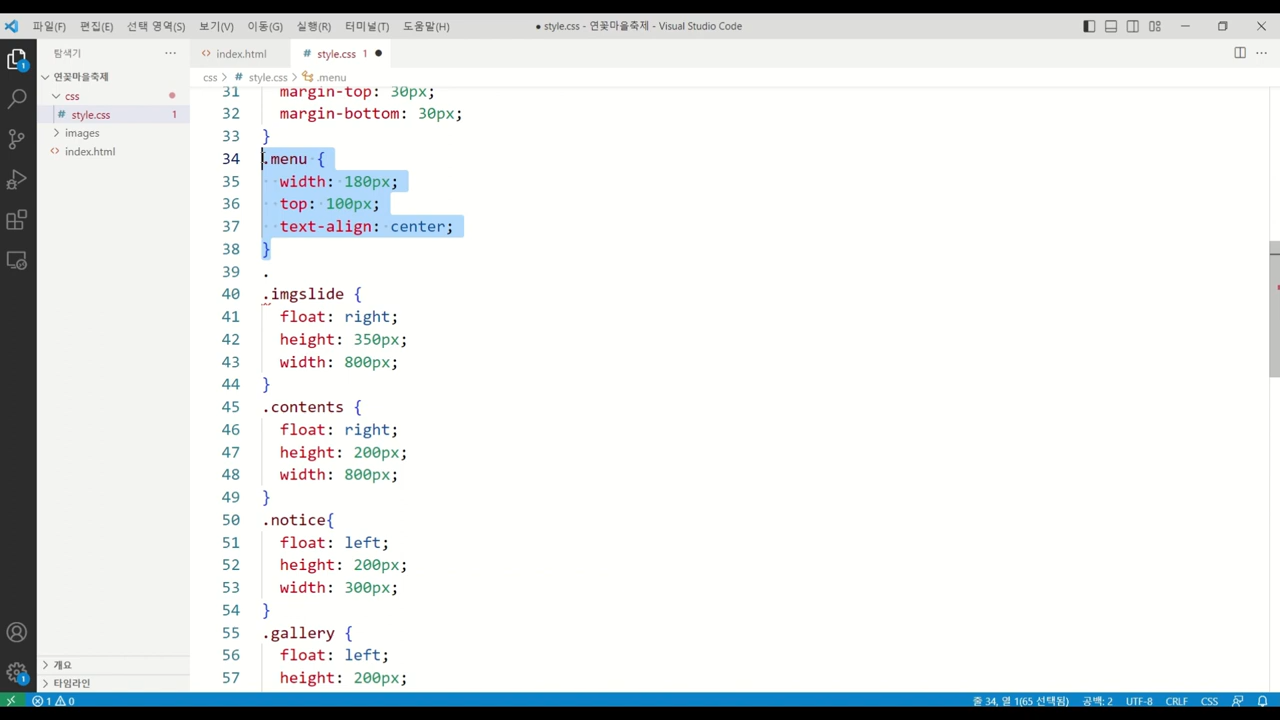 파일(F) 편집(E) 선택 영역(S) 보기(V) 이동(G) 실행(R) 터미널(T) 도움말(H)
● style.css - 연꽃마을축제 - Visual Studio Code
탐색기
index.html
# style.css 1 ●
연꽃마을축제
css
# style.css 1
images
index.html
css > # style.css > .menu
31 margin-top: 30px;
32 margin-bottom: 30px;
33 }
34 .menu {
35 width: 180px;
36 top: 100px;
37 text-align: center;
38 }
39 .
40 .imgslide {
41 float: right;
42 height: 350px;
43 width: 800px;
44 }
45 .contents {
46 float: right;
47 height: 200px;
48 width: 800px;
49 }
50 .notice{
51 float: left;
52 height: 200px;
53 width: 300px;
54 }
55 .gallery {
56 float: left;
57 height: 200px;
개요
타임라인
1
1
1 0
줄 34, 열 1(65 선택됨) 공백: 2 UTF-8 CRLF CSS